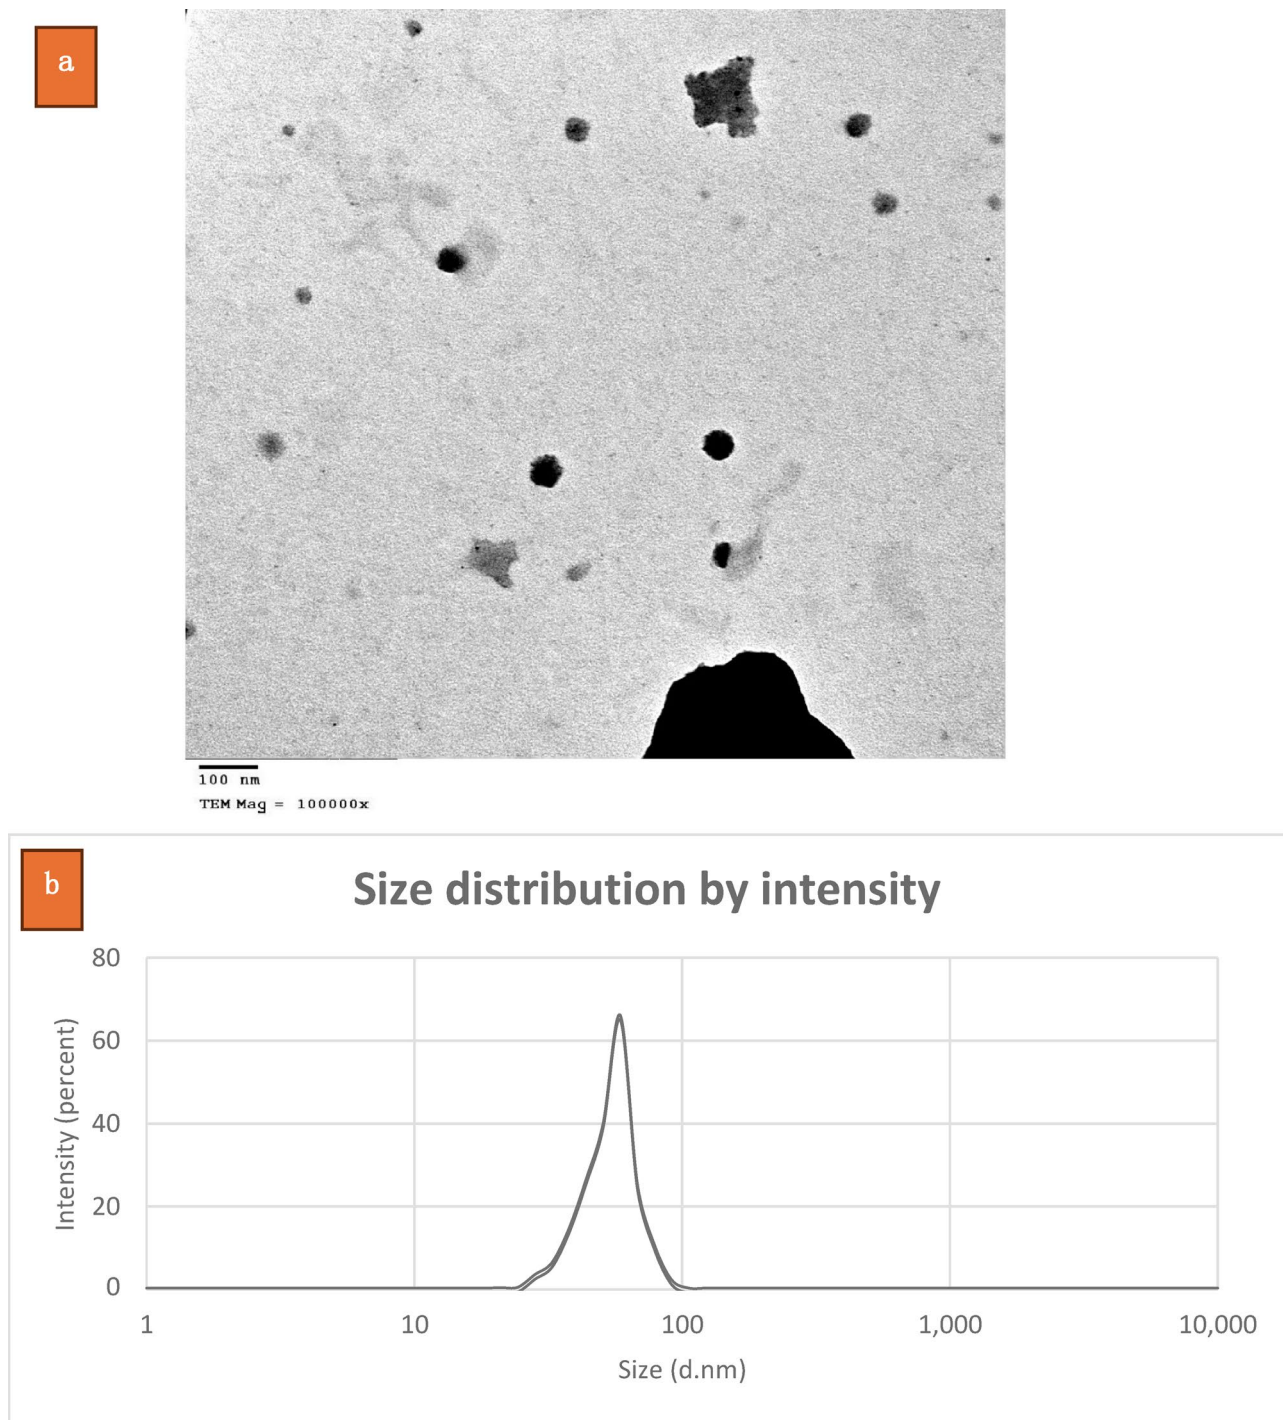 a
100 nm
TEM Mag = 100000x
b
Size distribution by intensity
80
60
40
20
0
Intensity (percent)
1 10 100 1,000 10,000
Size (d.nm)